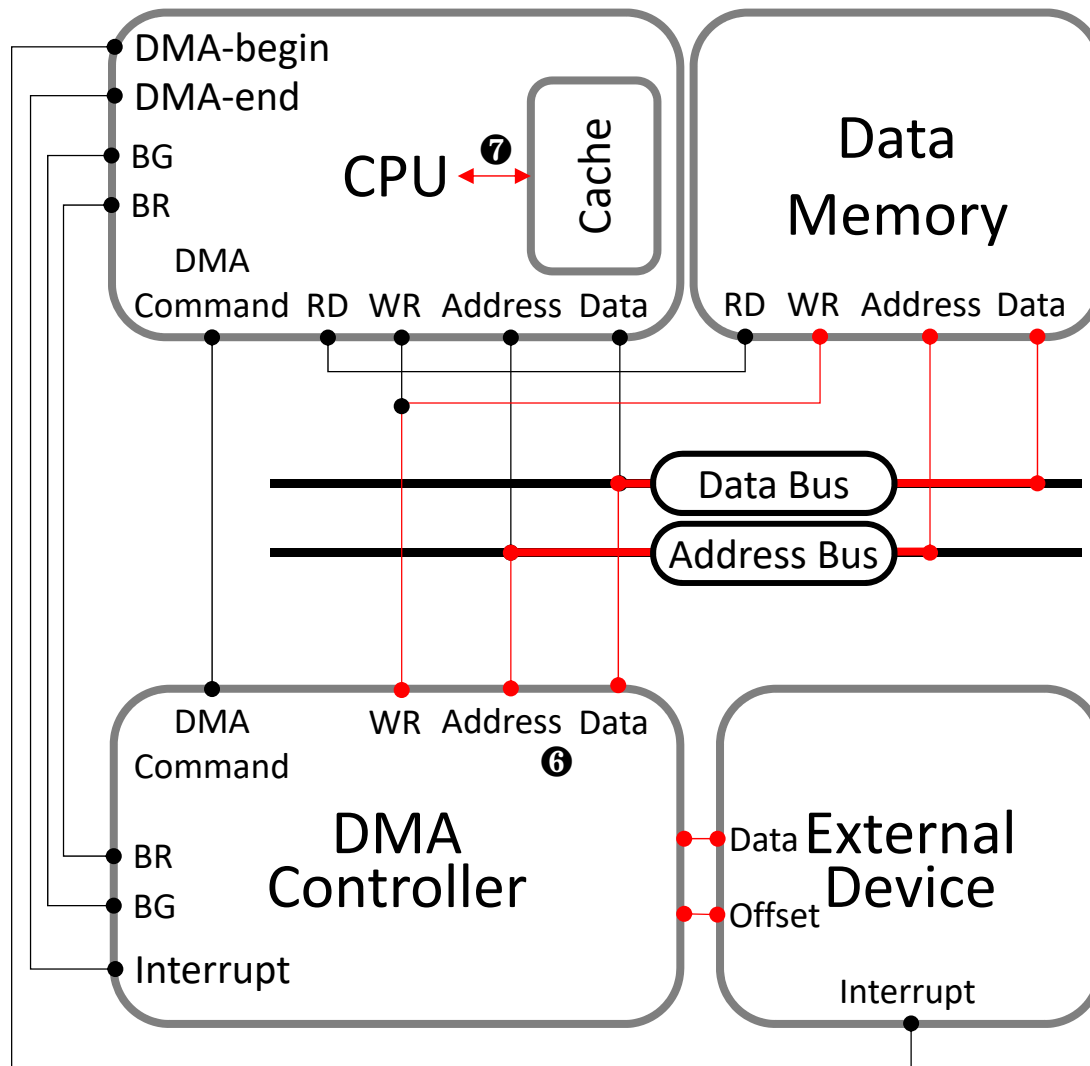 DMA-begin
DMA-end
BG
BR
CPU
❼
Cache
DMA
Command
RD
WR
Address
Data
Data
Memory
RD
WR
Address
Data
Data Bus
Address Bus
DMA
Command
WR
Address
Data
❻
DMA
Controller
BR
BG
Interrupt
Data
Offset
External
Device
Interrupt